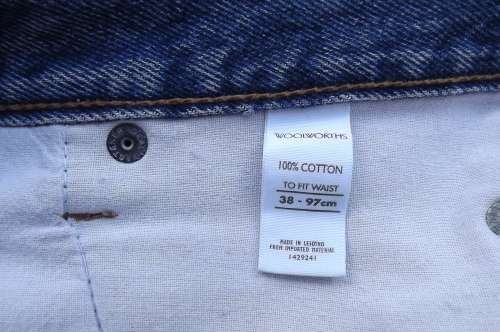 WOOLWORTHS
100% COTTON
TO FIT WAIST
38 - 97cm
MADE IN LESOTHO
FROM IMPORTED MATERIAL
1429241